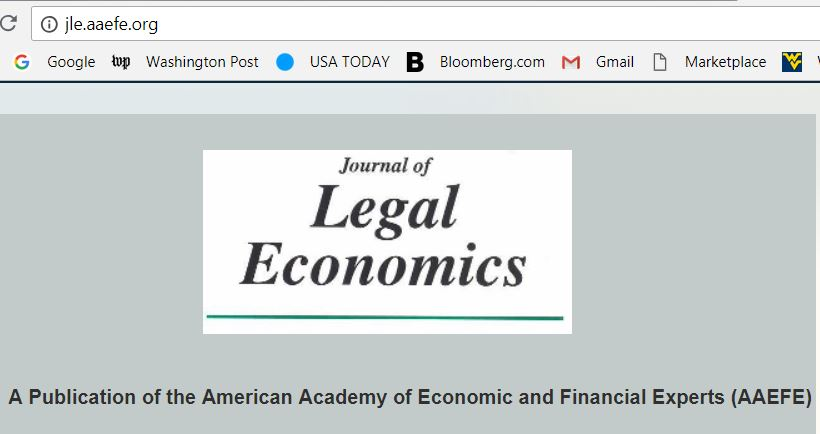 jle.aaefe.org
Google Washington Post USA TODAY Bloomberg.com Gmail Marketplace
Journal of
Legal
Economics
A Publication of the American Academy of Economic and Financial Experts (AAEFE)